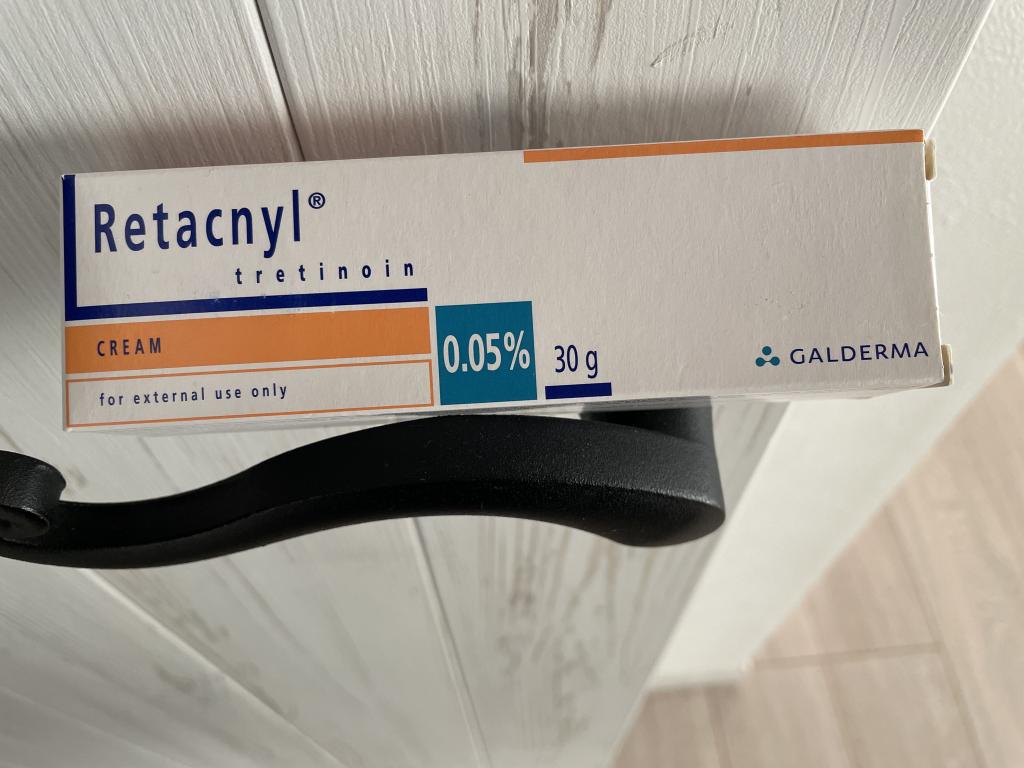 Retacnyl®
tretinoin
CREAM
for external use only
0.05%
30 g
GALDERMA